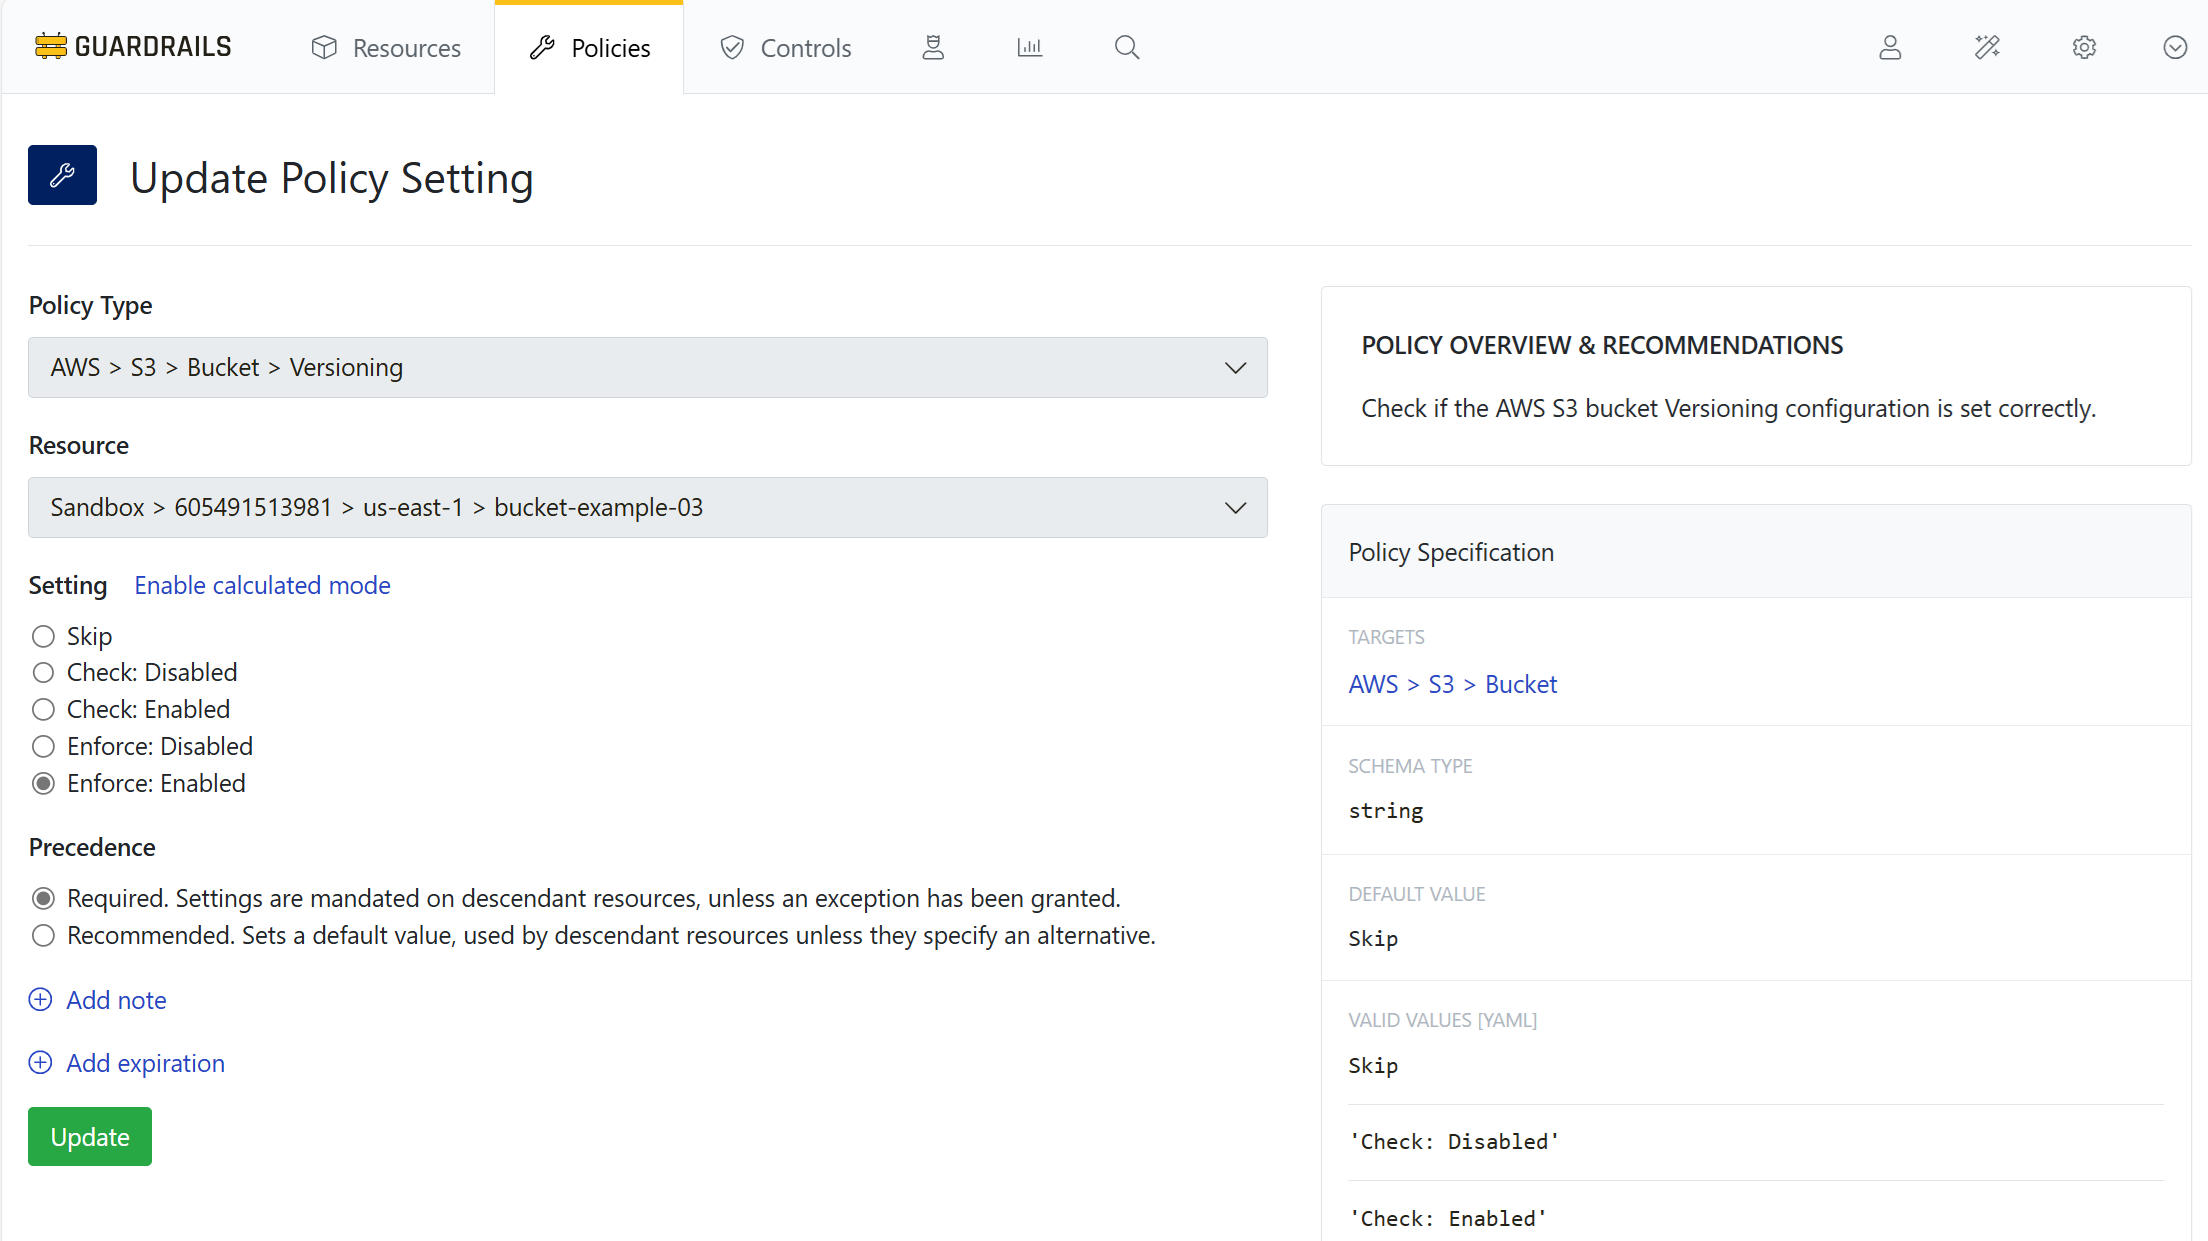 GUARDRAILS
Resources
Policies
Controls
Update Policy Setting
Policy Type
AWS > S3 > Bucket > Versioning
Resource
Sandbox > 605491513981 > us-east-1 > bucket-example-03
Setting Enable calculated mode
Skip
Check: Disabled
Check: Enabled
Enforce: Disabled
Enforce: Enabled
Precedence
Required. Settings are mandated on descendant resources, unless an exception has been granted.
Recommended. Sets a default value, used by descendant resources unless they specify an alternative.
Add note
Add expiration
Update
POLICY OVERVIEW & RECOMMENDATIONS
Check if the AWS S3 bucket Versioning configuration is set correctly.
Policy Specification
TARGETS
AWS > S3 > Bucket
SCHEMA TYPE
string
DEFAULT VALUE
Skip
VALID VALUES [YAML]
Skip
'Check: Disabled'
'Check: Enabled'